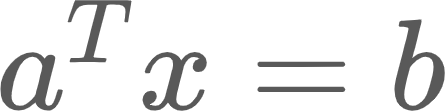 a^T x = b